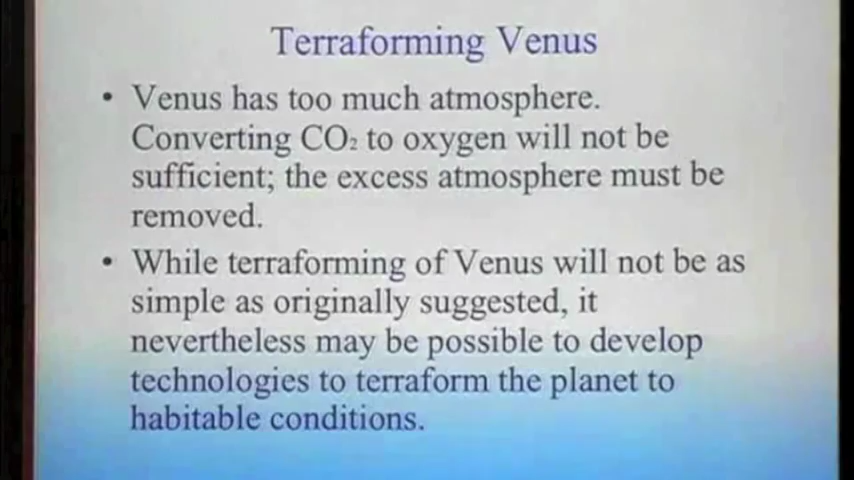 Terraforming Venus
• Venus has too much atmosphere.
Converting CO₂ to oxygen will not be
sufficient; the excess atmosphere must be
removed.
• While terraforming of Venus will not be as
simple as originally suggested, it
nevertheless may be possible to develop
technologies to terraform the planet to
habitable conditions.